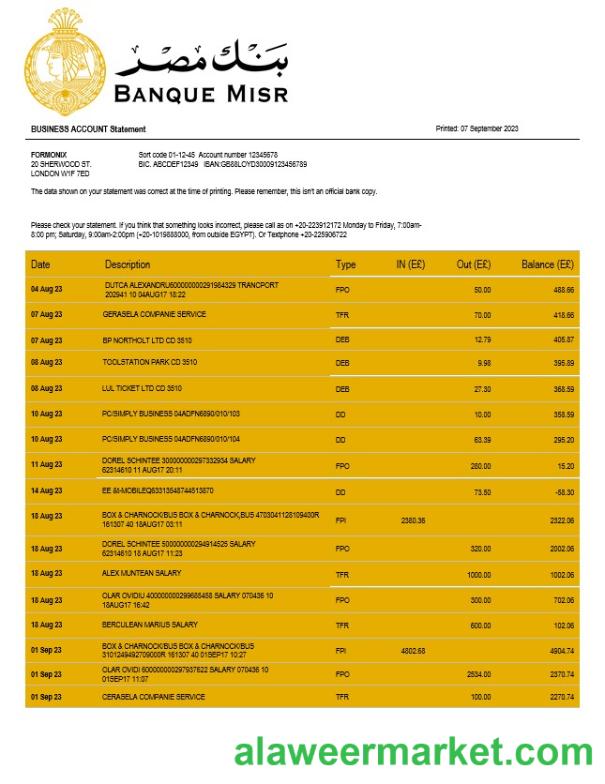 بنك مصر
BANQUE MISR
BUSINESS ACCOUNT Statement
Printed: 07 September 2023
FORMONIX
20 SHERWOOD ST.
LONDON W1F 7ED
Sort code 01-12-45 Account number 12345678
BIC. ABCDEF12349 IBAN:GB88LOYD30009123456789
The data shown on your statement was correct at the time of printing. Please remember, this isn't an official bank copy.
Please check your statement. If you think that something looks incorrect, please call as on +20-223912172 Monday to Friday, 7:00am-
8:00 pm; Saturday, 9:00am-2:00pm (+20-1019888000, from outside EGYPT). Or Textphone +20-225906722
Date Description Type IN (E£) Out (E£) Balance (E£)
04 Aug 23 DUTCA ALEXANDRU600000000291984329 TRANCPORT
202941 10 04AUG17 18:22 FPO 50.00 488.66
07 Aug 23 GERASELA COMPANIE SERVICE TFR 70.00 418.66
07 Aug 23 BP NORTHOLT LTD CD 3510 DEB 12.79 405.87
08 Aug 23 TOOLSTATION PARK CD 3510 DEB 9.98 395.89
08 Aug 23 LUL TICKET LTD CD 3510 DEB 27.30 368.59
10 Aug 23 PC/SIMPLY BUSINESS 04ADFN6890/010/103 DD 10.00 358.59
10 Aug 23 PC/SIMPLY BUSINESS 04ADFN6890/010/104 DD 63.39 295.20
11 Aug 23 DOREL SCHINTEE 300000000297332934 SALARY
62314610 11 AUG17 20:11 FPO 280.00 15.20
14 Aug 23 EE &t-MOBILEQ63313548744513870 DD 73.50 -58.30
18 Aug 23 BOX & CHARNOCK/BUS BOX & CHARNOCK,BUS 4703041128109400R
161307 40 18AUG17 03:11 FPI 2380.36 2322.06
18 Aug 23 DOREL SCHINTEE 500000000294914525 SALARY
62314610 18 AUG17 11:23 FPO 320.00 2002.06
18 Aug 23 ALEX MUNTEAN SALARY TFR 1000.00 1002.06
18 Aug 23 OLAR OVIDIU 400000000299688488 SALARY 070436 10
18AUG17 16:42 FPO 300.00 702.06
18 Aug 23 BERCULEAN MARIUS SALARY TFR 600.00 102.06
01 Sep 23 BOX & CHARNOCK/BUS BOX & CHARNOCK/BUS
3101249492709000R 161307 40 01SEP17 10:27 FPI 4802.68 4904.74
01 Sep 23 OLAR OVIDI 600000000297937622 SALARY 070436 10
01SEP17 11:07 FPO 2534.00 2370.74
01 Sep 23 CERASELA COMPANIE SERVICE TFR 100.00 2270.74
alaweermarket.com